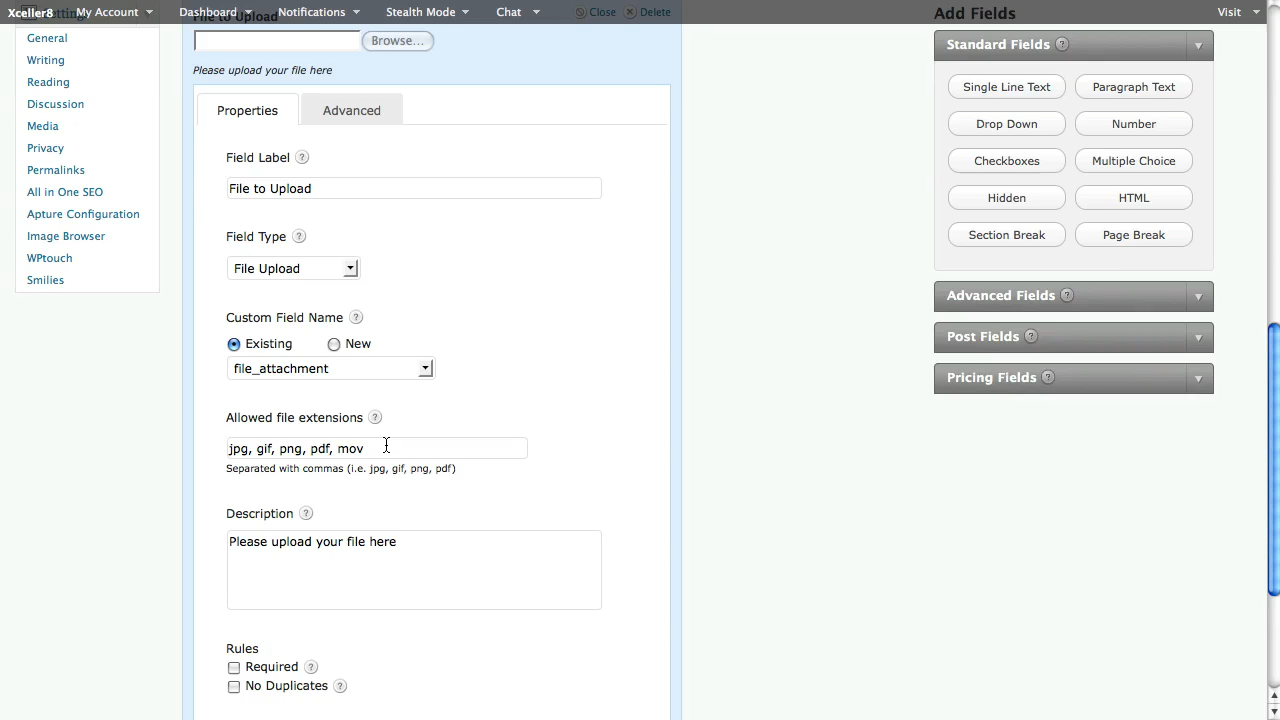 Xceller8 My Account Dashboard Notifications Stealth Mode Chat Visit
File to Upload Close Delete
Browse...
Please upload your file here
General
Writing
Reading
Discussion
Media
Privacy
Permalinks
All in One SEO
Apture Configuration
Image Browser
WPtouch
Smilies
Properties Advanced
Field Label ?
File to Upload
Field Type ?
File Upload
Custom Field Name ?
Existing New
file_attachment
Allowed file extensions ?
jpg, gif, png, pdf, mov
Separated with commas (i.e. jpg, gif, png, pdf)
Description ?
Please upload your file here
Rules
Required ?
No Duplicates ?
Add Fields
Standard Fields ?
Single Line Text Paragraph Text
Drop Down Number
Checkboxes Multiple Choice
Hidden HTML
Section Break Page Break
Advanced Fields ?
Post Fields ?
Pricing Fields ?